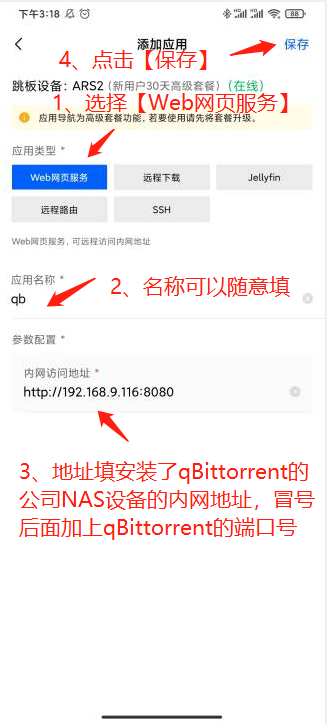 下午3:18
88
添加应用
保存
4、点击【保存】
跳板设备：ARS2 (新用户30天高级套餐) (在线)
1、选择【Web网页服务】
应用导航为高级套餐功能，若要使用请先将套餐升级。
应用类型 *
Web网页服务
远程下载
Jellyfin
远程路由
SSH
Web网页服务，可远程访问内网地址
应用名称 *
qb
2、名称可以随意填
参数配置 *
内网访问地址 *
http://192.168.9.116:8080
3、地址填安装了qBittorrent的
公司NAS设备的内网地址，冒号
后面加上qBittorrent的端口号